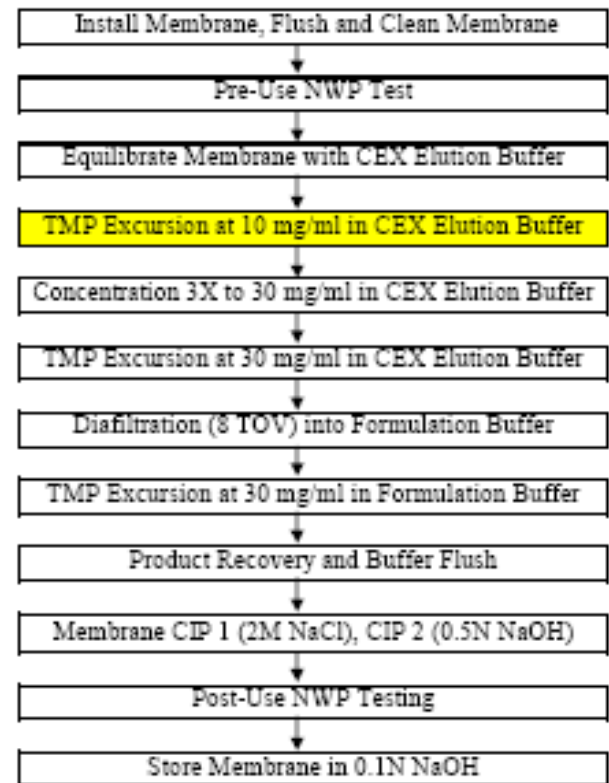 Install Membrane, Flush and Clean Membrane
Pre-Use NWP Test
Equilibrate Membrane with CEX Elution Buffer
TMP Excursion at 10 mg/ml in CEX Elution Buffer
Concentration 3X to 30 mg/ml in CEX Elution Buffer
TMP Excursion at 30 mg/ml in CEX Elution Buffer
Diafiltration (8 TOV) into Formulation Buffer
TMP Excursion at 30 mg/ml in Formulation Buffer
Product Recovery and Buffer Flush
Membrane CIP 1 (2M NaCl), CIP 2 (0.5N NaOH)
Post-Use NWP Testing
Store Membrane in 0.1N NaOH